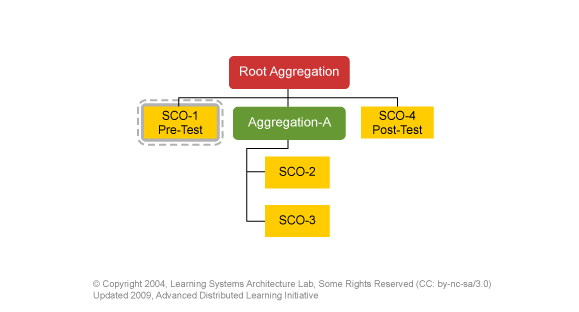 Root Aggregation
SCO-1
Pre-Test
Aggregation-A
SCO-4
Post-Test
SCO-2
SCO-3
© Copyright 2004, Learning Systems Architecture Lab, Some Rights Reserved (CC: by-nc-sa/3.0)
Updated 2009, Advanced Distributed Learning Initiative